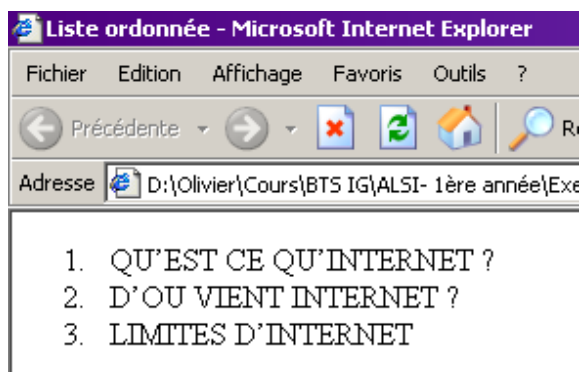 Liste ordonnée - Microsoft Internet Explorer
Fichier Edition Affichage Favoris Outils ?
Précédente
Adresse D:\Olivier\Cours\BTS IG\ALSI- 1ère année\Exe
1. QU’EST CE QU’INTERNET ?
2. D’OU VIENT INTERNET ?
3. LIMITES D’INTERNET